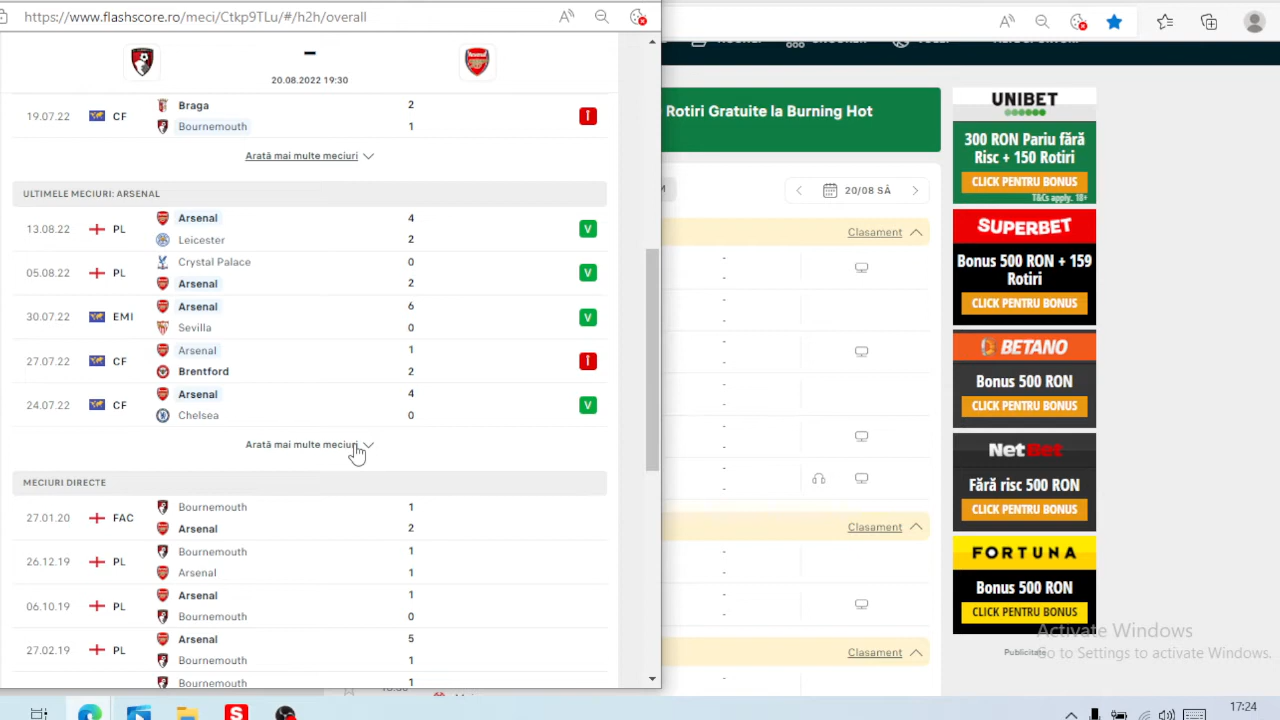 https://www.flashscore.ro/meci/Ctkp9TLu/#/h2h/overall
-
20.08.2022 19:30
CF
Braga 2
Bournemouth 1
Arată mai multe meciuri
ULTIMELE MECIURI: ARSENAL
13.08.22 PL
Arsenal 4
Leicester 2
V
05.08.22 PL
Crystal Palace 0
Arsenal 2
V
30.07.22 EMI
Arsenal 6
Sevilla 0
V
27.07.22 CF
Arsenal 1
Brentford 2
Î
24.07.22 CF
Arsenal 4
Chelsea 0
V
Arată mai multe meciuri
MECIURI DIRECTE
27.01.20 FAC
Bournemouth 1
Arsenal 2
26.12.19 PL
Bournemouth 1
Arsenal 1
06.10.19 PL
Arsenal 1
Bournemouth 0
27.02.19 PL
Arsenal 5
Bournemouth 1
Bournemouth 1
Rotiri Gratuite la Burning Hot
20/08 SÂ
Clasament
Clasament
Clasament
UNIBET
300 RON Pariu fără
Risc + 150 Rotiri
CLICK PENTRU BONUS
T&Cs apply. 18+
SUPERBET
Bonus 500 RON + 159
Rotiri
CLICK PENTRU BONUS
BETANO
Bonus 500 RON
CLICK PENTRU BONUS
NetBet
Fără risc 500 RON
CLICK PENTRU BONUS
FORTUNA
Bonus 500 RON
CLICK PENTRU BONUS
Publicitate
Activate Windows
Go to Settings to activate Windows.
17:24